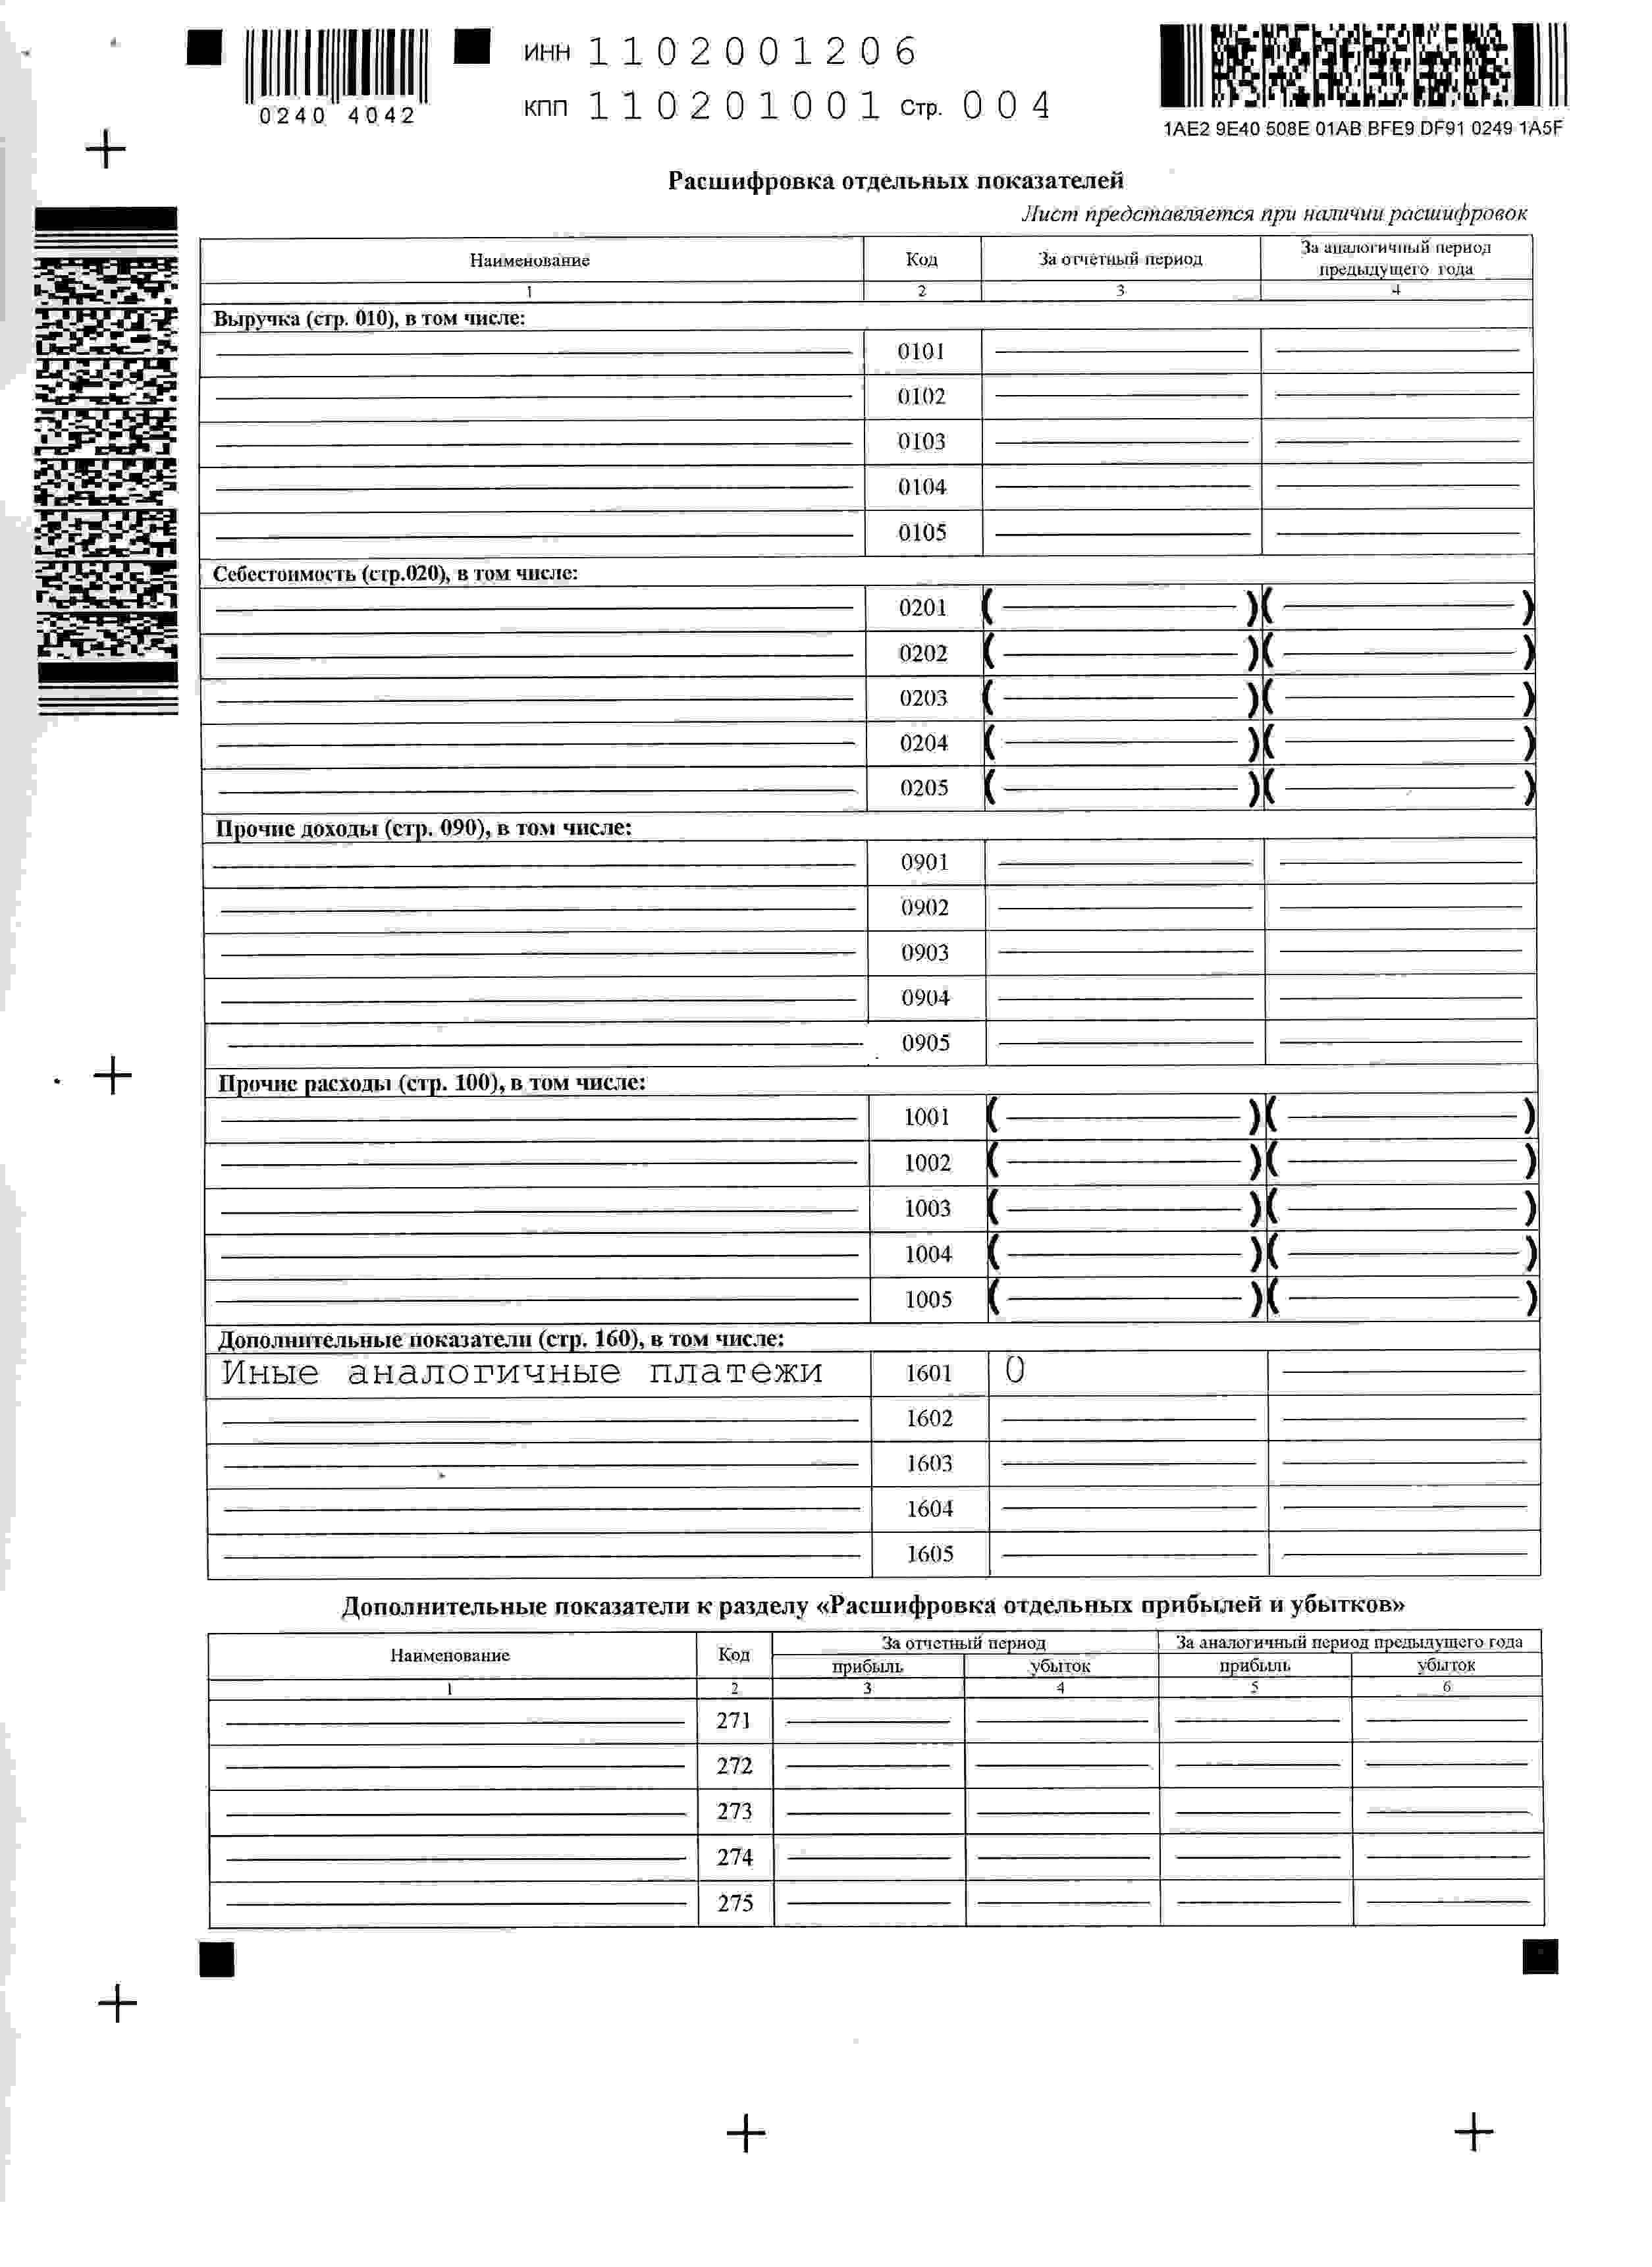 ИНН 1102001206
0240 4042
КПП 110201001 Стр. 004
1AE2 9E40 508E 01AB BFE9 DF91 0249 1A5F
Расшифровка отдельных показателей
Лист представляется при наличии расшифровок
Наименование Код За отчетный период За аналогичный период предыдущего года
1 2 3 4
Выручка (стр. 010), в том числе:
0101
0102
0103
0104
0105
Себестоимость (стр.020), в том числе:
0201 ( ) ( )
0202 ( ) ( )
0203 ( ) ( )
0204 ( ) ( )
0205 ( ) ( )
Прочие доходы (стр. 090), в том числе:
0901
0902
0903
0904
0905
Прочие расходы (стр. 100), в том числе:
1001 ( ) ( )
1002 ( ) ( )
1003 ( ) ( )
1004 ( ) ( )
1005 ( ) ( )
Дополнительные показатели (стр. 160), в том числе:
Иные аналогичные платежи 1601 0
1602
1603
1604
1605
Дополнительные показатели к разделу «Расшифровка отдельных прибылей и убытков»
Наименование Код За отчетный период За аналогичный период предыдущего года
прибыль убыток прибыль убыток
1 2 3 4 5 6
271
272
273
274
275